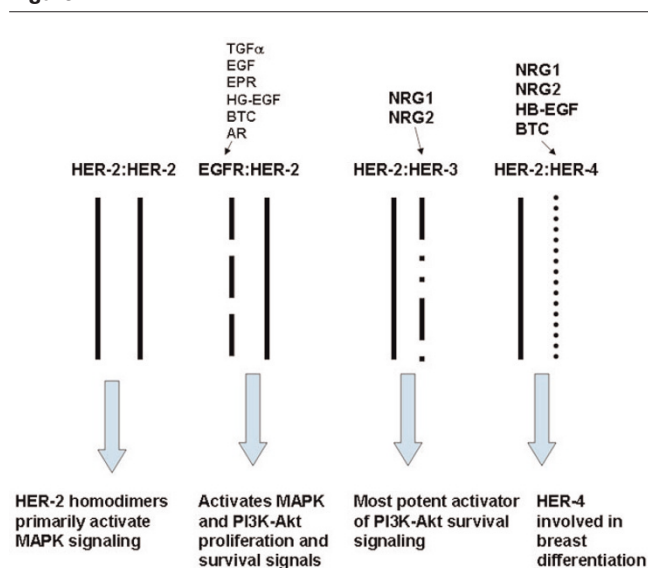 TGFα
EGF
EPR
HG-EGF
BTC
AR
NRG1
NRG2
NRG1
NRG2
HB-EGF
BTC
HER-2:HER-2
EGFR:HER-2
HER-2:HER-3
HER-2:HER-4
HER-2 homodimers
primarily activate
MAPK signaling
Activates MAPK
and PI3K-Akt
proliferation and
survival signals
Most potent activator
of PI3K-Akt survival
signaling
HER-4
involved in
breast
differentiation